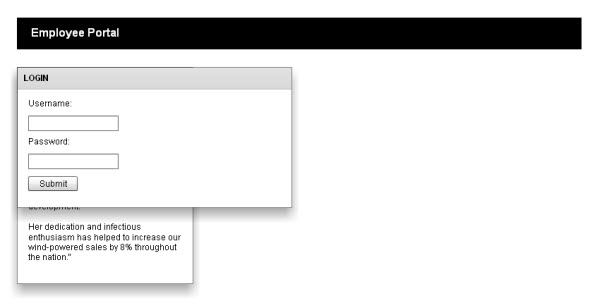 Employee Portal
LOGIN
Username:
Password:
Submit
development.
Her dedication and infectious
enthusiasm has helped to increase our
wind-powered sales by 8% throughout
the nation."